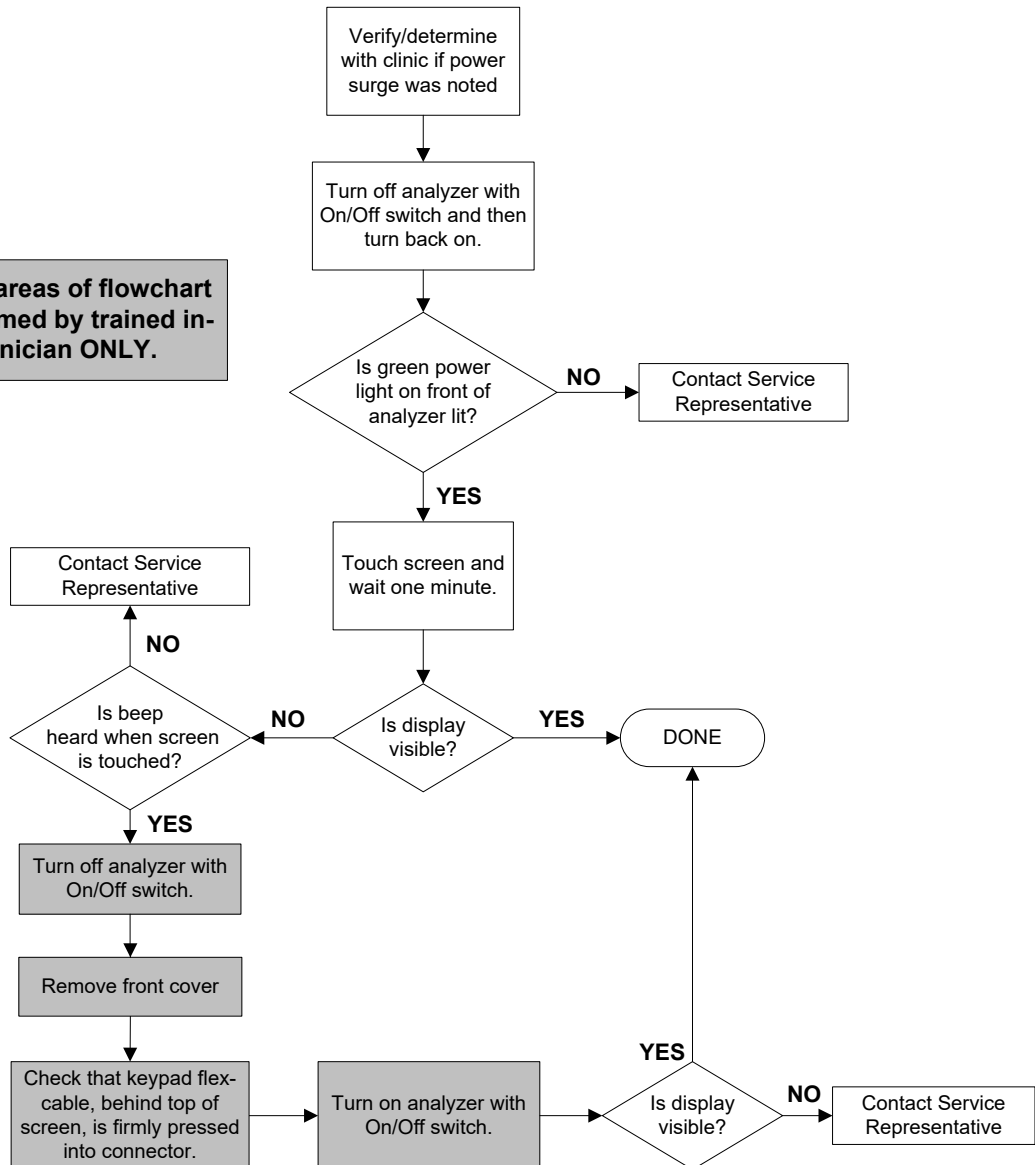 Verify/determine
with clinic if power
surge was noted
Turn off analyzer with
On/Off switch and then
turn back on.
areas of flowchart
med by trained in-
nician ONLY.
Is green power
light on front of
analyzer lit?
NO
Contact Service
Representative
YES
Touch screen and
wait one minute.
Contact Service
Representative
NO
Is beep
heard when screen
is touched?
NO
Is display
visible?
YES
DONE
YES
Turn off analyzer with
On/Off switch.
Remove front cover
Check that keypad flex-
cable, behind top of
screen, is firmly pressed
into connector.
Turn on analyzer with
On/Off switch.
YES
Is display
visible?
NO
Contact Service
Representative